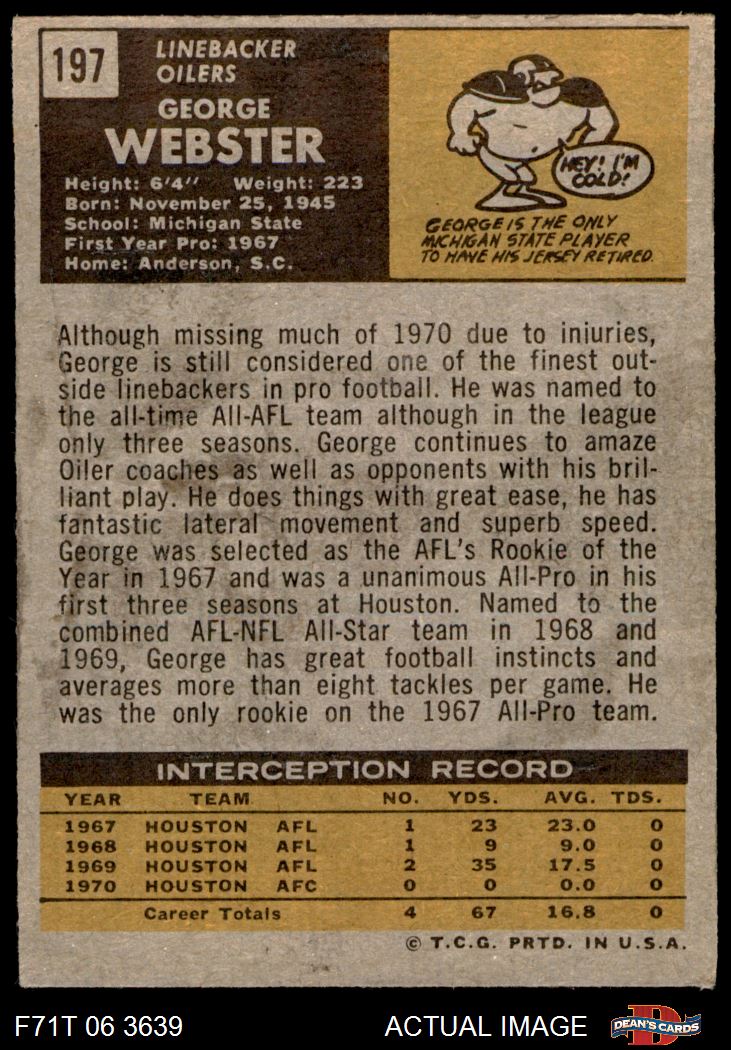 197
LINEBACKER
OILERS
GEORGE
WEBSTER
Height: 6'4" Weight: 223
Born: November 25, 1945
School: Michigan State
First Year Pro: 1967
Home: Anderson, S.C.
HEY! I'M
COLD!
GEORGE IS THE ONLY
MICHIGAN STATE PLAYER
TO HAVE HIS JERSEY RETIRED.
Although missing much of 1970 due to injuries,
George is still considered one of the finest out-
side linebackers in pro football. He was named to
the all-time All-AFL team although in the league
only three seasons. George continues to amaze
Oiler coaches as well as opponents with his bril-
liant play. He does things with great ease, he has
fantastic lateral movement and superb speed.
George was selected as the AFL's Rookie of the
Year in 1967 and was a unanimous All-Pro in his
first three seasons at Houston. Named to the
combined AFL-NFL All-Star team in 1968 and
1969, George has great football instincts and
averages more than eight tackles per game. He
was the only rookie on the 1967 All-Pro team.
INTERCEPTION RECORD
YEAR TEAM NO. YDS. AVG. TDS.
1967 HOUSTON AFL 1 23 23.0 0
1968 HOUSTON AFL 1 9 9.0 0
1969 HOUSTON AFL 2 35 17.5 0
1970 HOUSTON AFC 0 0 0.0 0
Career Totals 4 67 16.8 0
© T.C.G. PRTD. IN U.S.A.
F71T 06 3639 ACTUAL IMAGE
D
DEAN'S CARDS